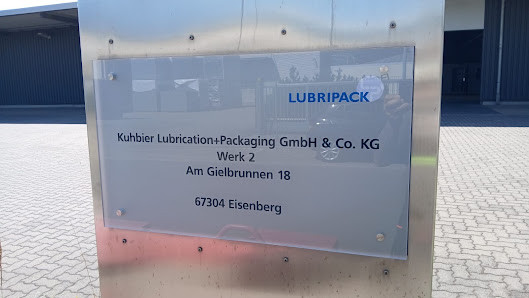 LUBRIPACK
Kuhbier Lubrication+Packaging GmbH & Co. KG
Werk 2
Am Gielbrunnen 18
67304 Eisenberg